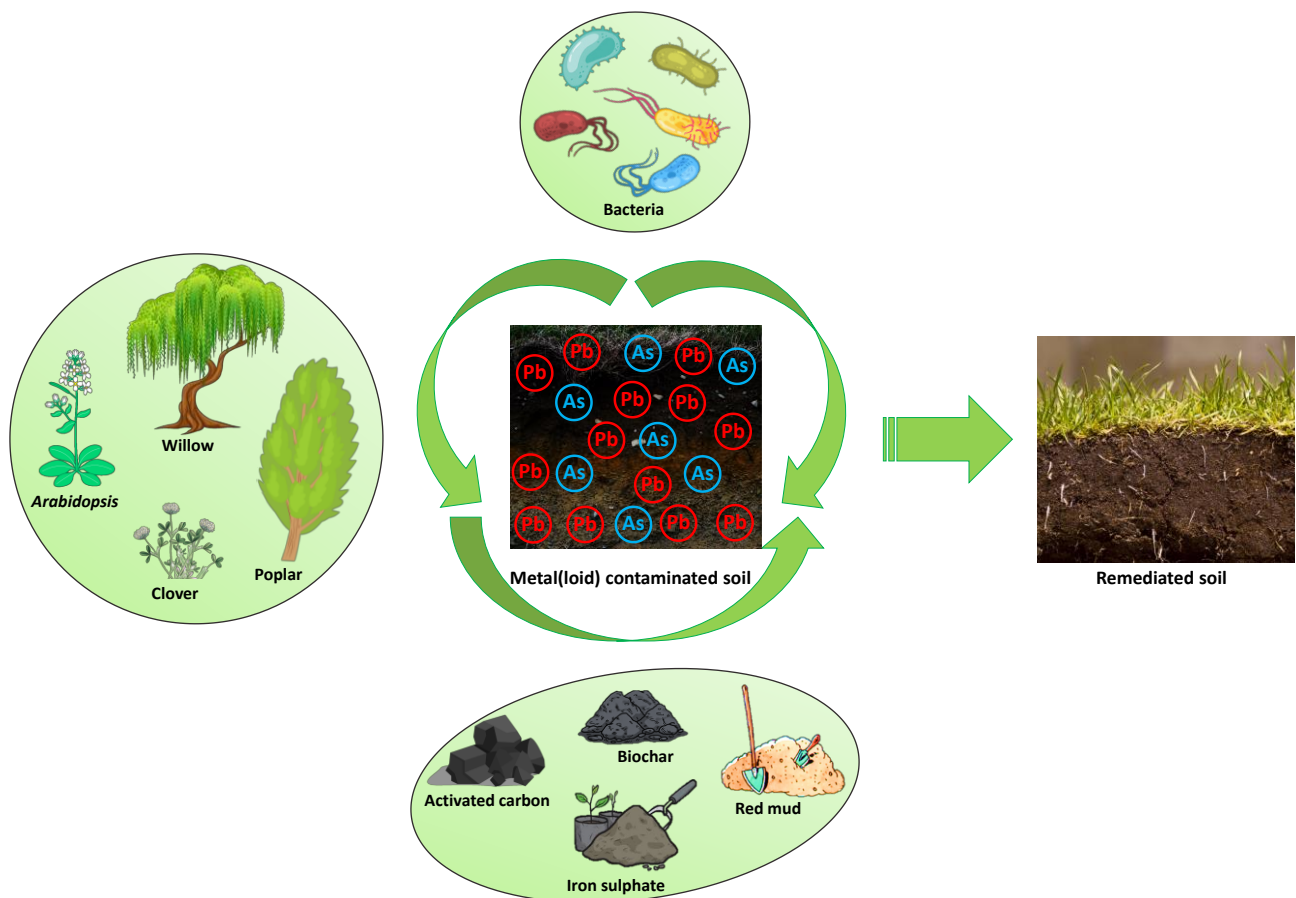 Bacteria
Willow
Arabidopsis
Clover
Poplar
Pb
As
Pb
Pb
As
As
Pb
Pb
Pb
As
Pb
Pb
As
Pb
As
Pb
Pb
As
Pb
Pb
Metal(loid) contaminated soil
Remediated soil
Biochar
Activated carbon
Red mud
Iron sulphate